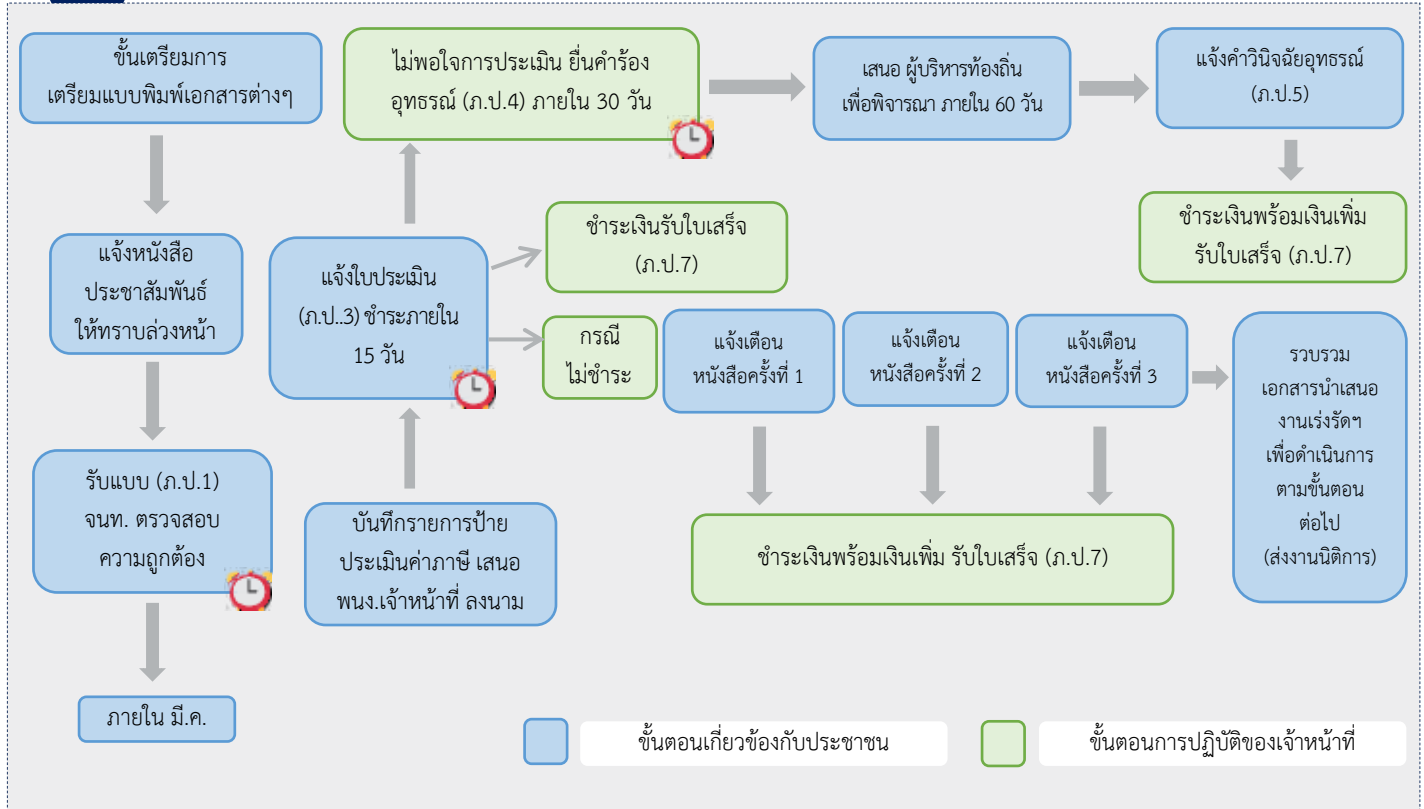 ขั้นเตรียมการ
เตรียมแบบพิมพ์เอกสารต่างๆ
แจ้งหนังสือ
ประชาสัมพันธ์
ให้ทราบล่วงหน้า
รับแบบ (ภ.ป.1)
จนท. ตรวจสอบ
ความถูกต้อง
ภายใน มี.ค.
บันทึกรายการป้าย
ประเมินค่าภาษี เสนอ
พนง.เจ้าหน้าที่ ลงนาม
แจ้งใบประเมิน
(ภ.ป..3) ชำระภายใน
15 วัน
ไม่พอใจการประเมิน ยื่นคำร้อง
อุทธรณ์ (ภ.ป.4) ภายใน 30 วัน
เสนอ ผู้บริหารท้องถิ่น
เพื่อพิจารณา ภายใน 60 วัน
แจ้งคำวินิจฉัยอุทธรณ์
(ภ.ป.5)
ชำระเงินพร้อมเงินเพิ่ม
รับใบเสร็จ (ภ.ป.7)
ชำระเงินรับใบเสร็จ
(ภ.ป.7)
กรณี
ไม่ชำระ
แจ้งเตือน
หนังสือครั้งที่ 1
แจ้งเตือน
หนังสือครั้งที่ 2
แจ้งเตือน
หนังสือครั้งที่ 3
รวบรวม
เอกสารนำเสนอ
งานเร่งรัดฯ
เพื่อดำเนินการ
ตามขั้นตอน
ต่อไป
(ส่งงานนิติการ)
ชำระเงินพร้อมเงินเพิ่ม รับใบเสร็จ (ภ.ป.7)
ขั้นตอนเกี่ยวข้องกับประชาชน
ขั้นตอนการปฏิบัติของเจ้าหน้าที่